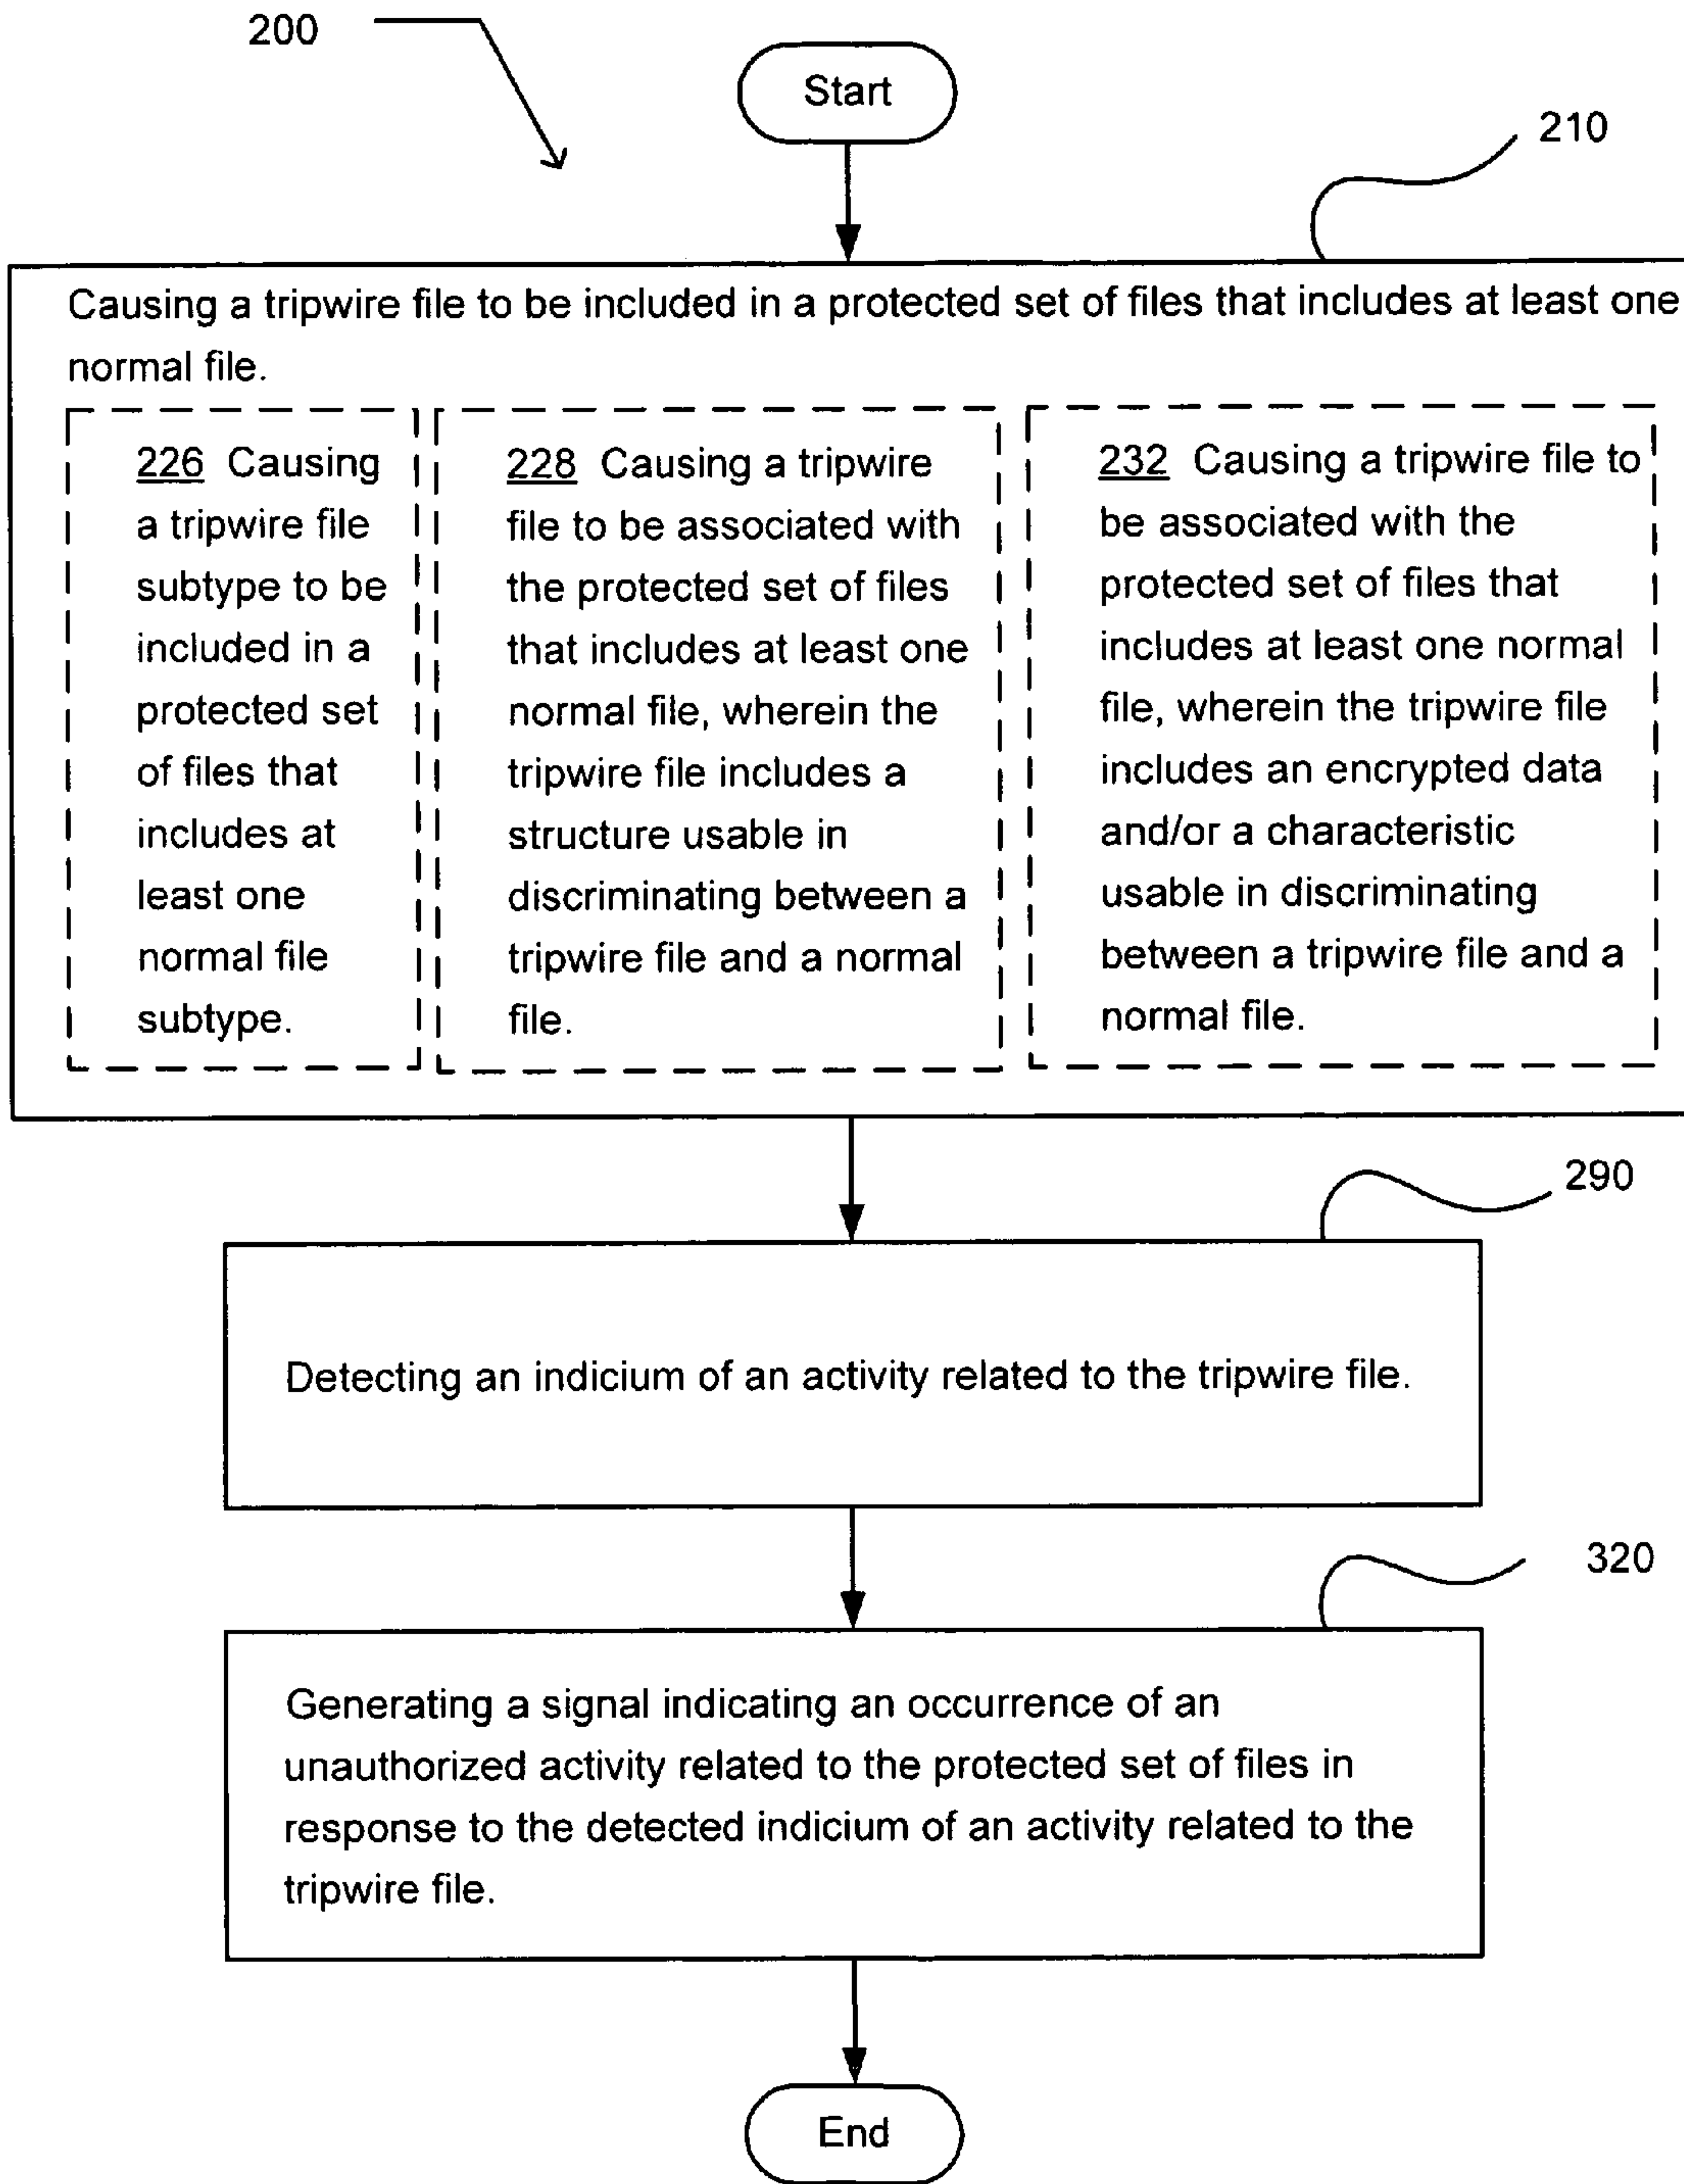 200
Start
210
Causing a tripwire file to be included in a protected set of files that includes at least one
normal file.
226 Causing
a tripwire file
subtype to be
included in a
protected set
of files that
includes at
least one
normal file
subtype.
228 Causing a tripwire
file to be associated with
the protected set of files
that includes at least one
normal file, wherein the
tripwire file includes a
structure usable in
discriminating between a
tripwire file and a normal
file.
232 Causing a tripwire file to
be associated with the
protected set of files that
includes at least one normal
file, wherein the tripwire file
includes an encrypted data
and/or a characteristic
usable in discriminating
between a tripwire file and a
normal file.
290
Detecting an indicium of an activity related to the tripwire file.
320
Generating a signal indicating an occurrence of an
unauthorized activity related to the protected set of files in
response to the detected indicium of an activity related to the
tripwire file.
End